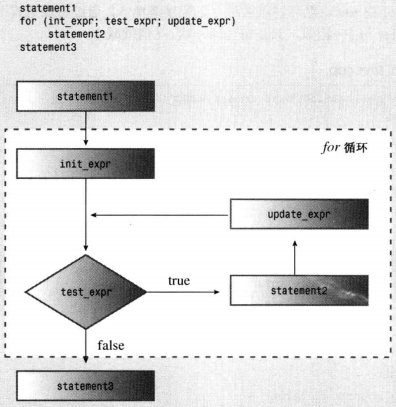 statement1
for (int_expr; test_expr; update_expr)
statement2
statement3
statement1
for 循环
init_expr
update_expr
test_expr
true
statement2
false
statement3